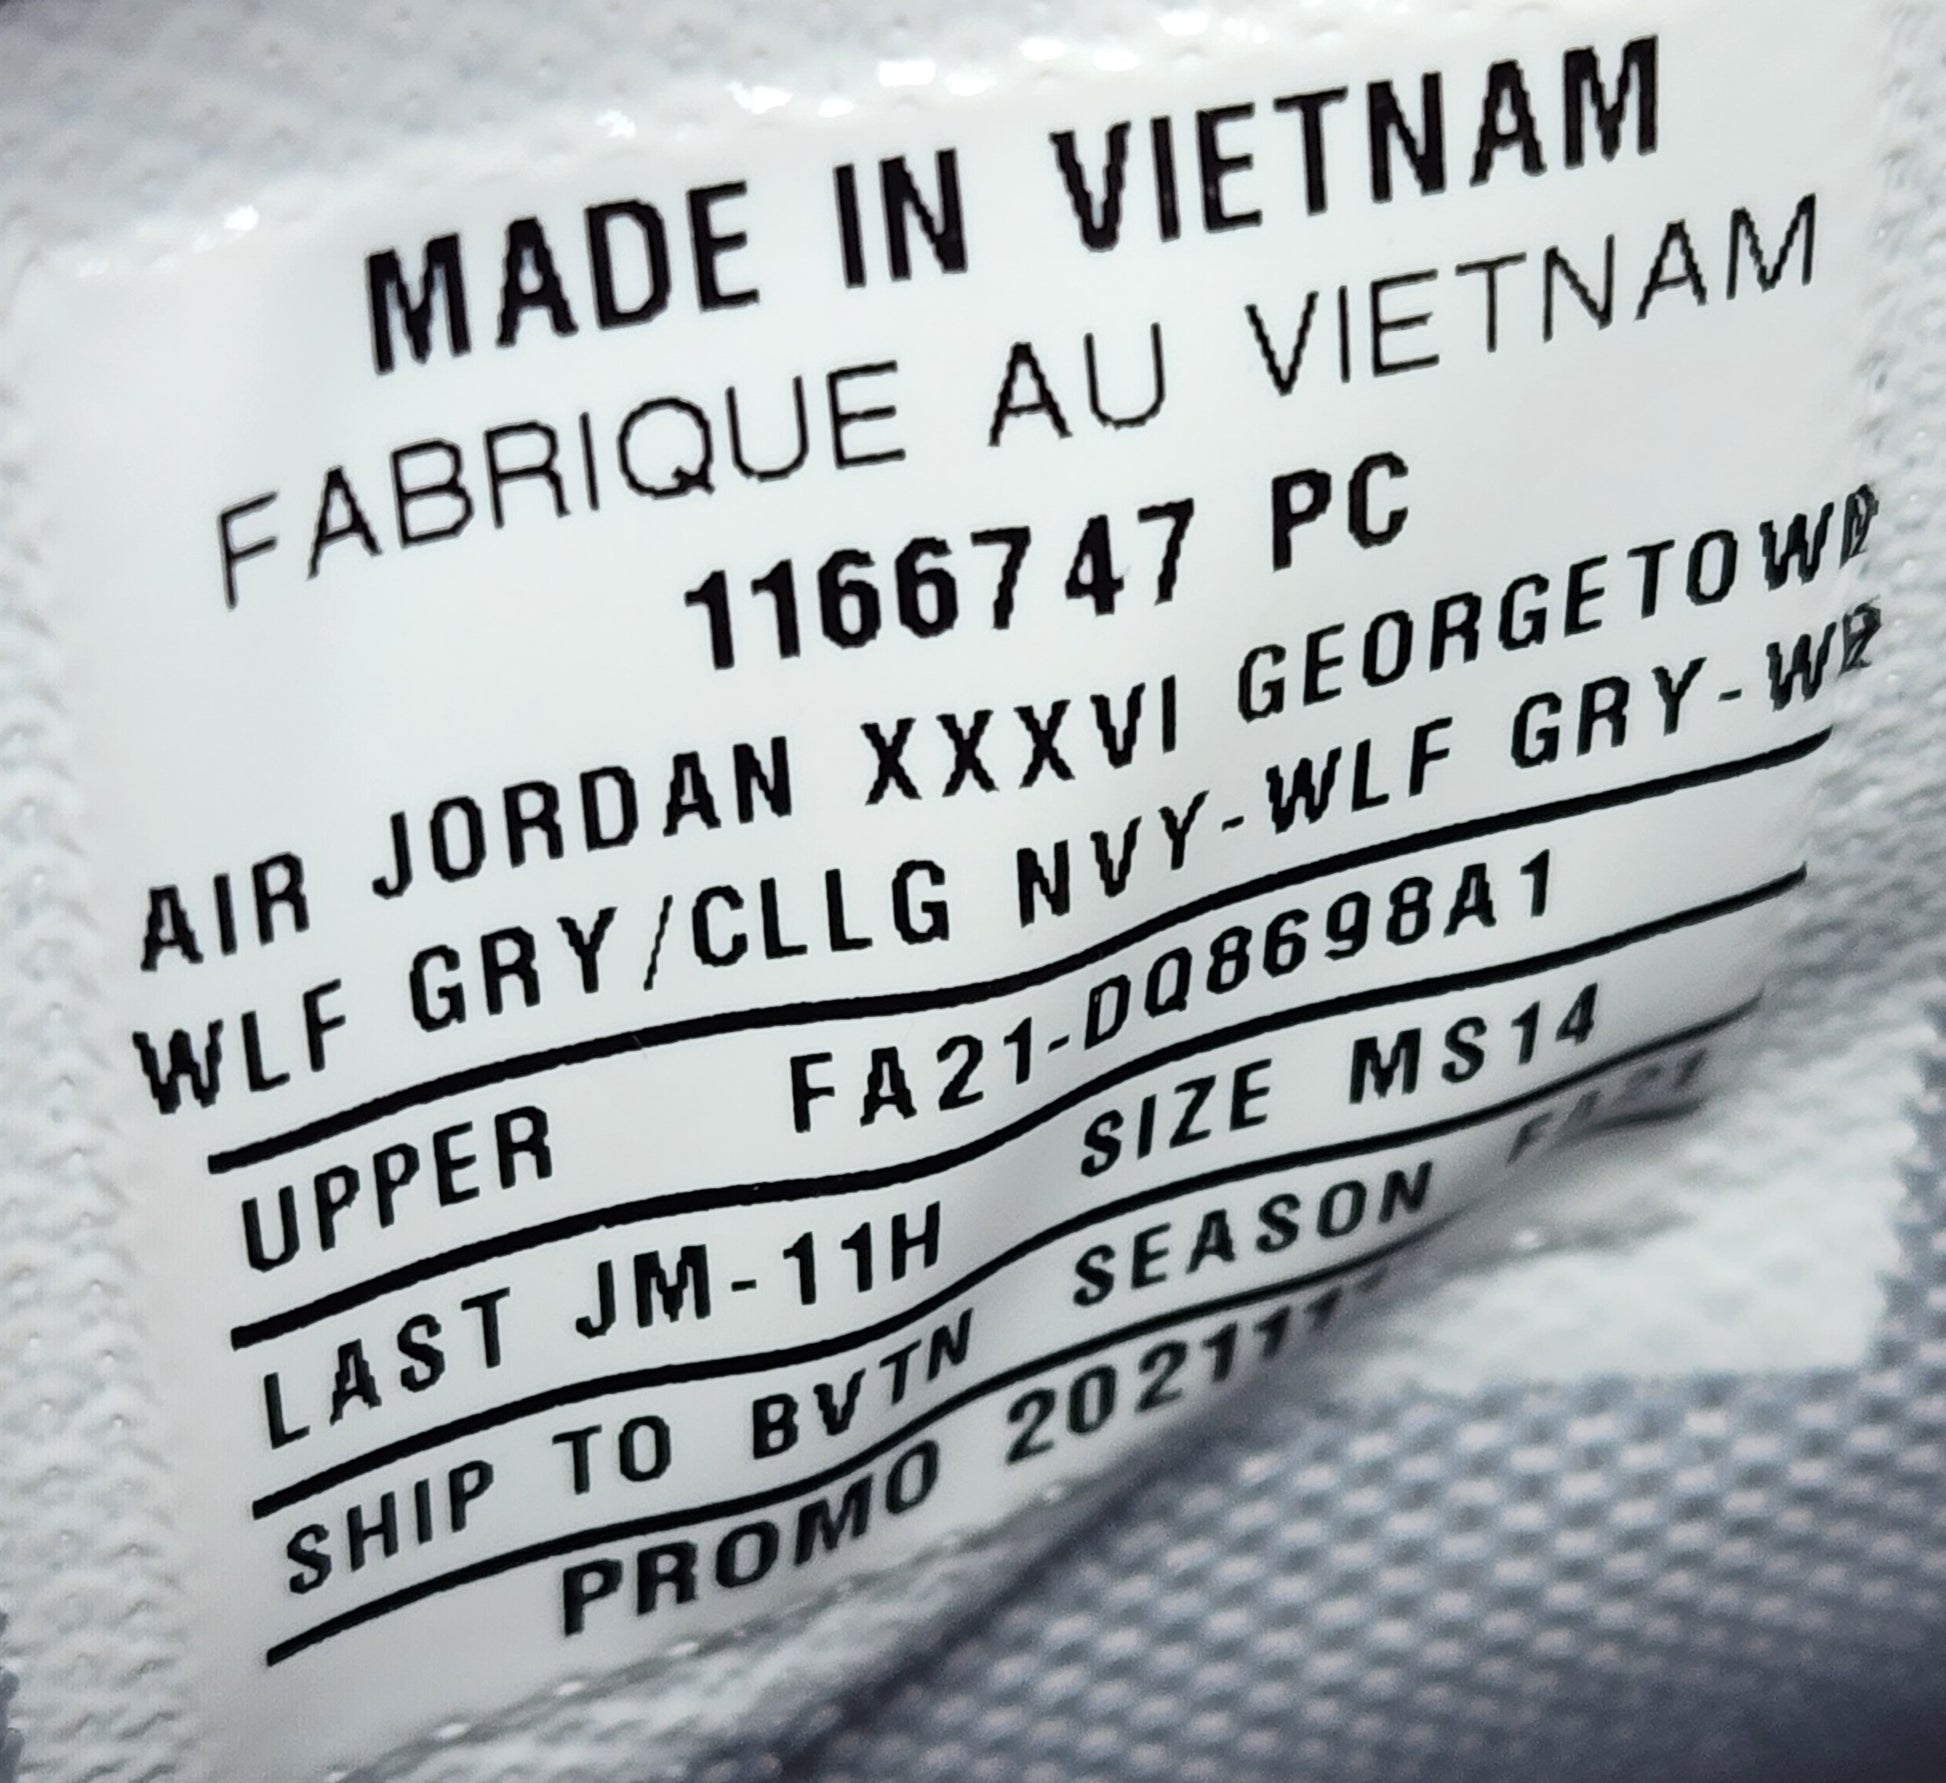 MADE IN VIETNAM
FABRIQUE AU VIETNAM
1166747 PC
AIR JORDAN XXXVI GEORGETOWN
WLF GRY/CLLG NVY-WLF GRY-
UPPER FA21-DQ8698A1
LAST JM-11H SIZE MS14
SHIP TO BVTN SEASON FA21
PROMO